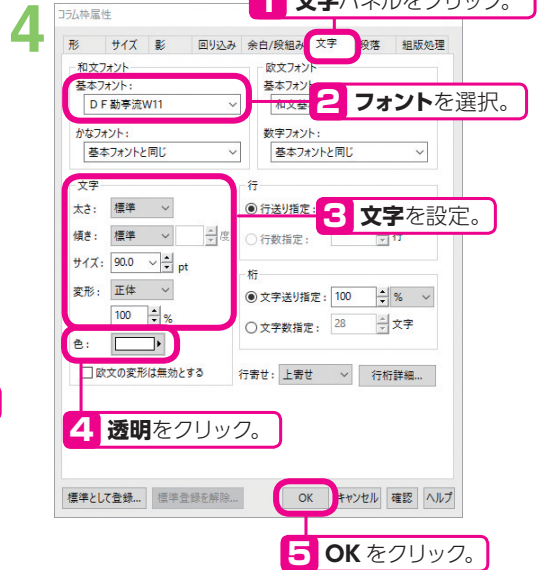 4
コラム枠属性
1 文字パネルをクリック。
形 サイズ 影 回り込み 余白/段組み 文字 段落 組版処理
和文フォント
基本フォント:
DF勘亭流W11
かなフォント:
基本フォントと同じ
欧文フォント
基本フォント
和文基
2 フォントを選択。
数字フォント:
基本フォントと同じ
文字
太さ: 標準
傾き: 標準 度
サイズ: 90.0 pt
変形: 正体
100 %
色:
欧文の変形は無効とする
行
行送り指定:
3 文字を設定。
行数指定: 行
桁
文字送り指定: 100 %
文字数指定: 28 文字
行寄せ: 上寄せ 行桁詳細...
4 透明をクリック。
標準として登録... 標準登録を解除... OK キャンセル 確認 ヘルプ
5 OK をクリック。